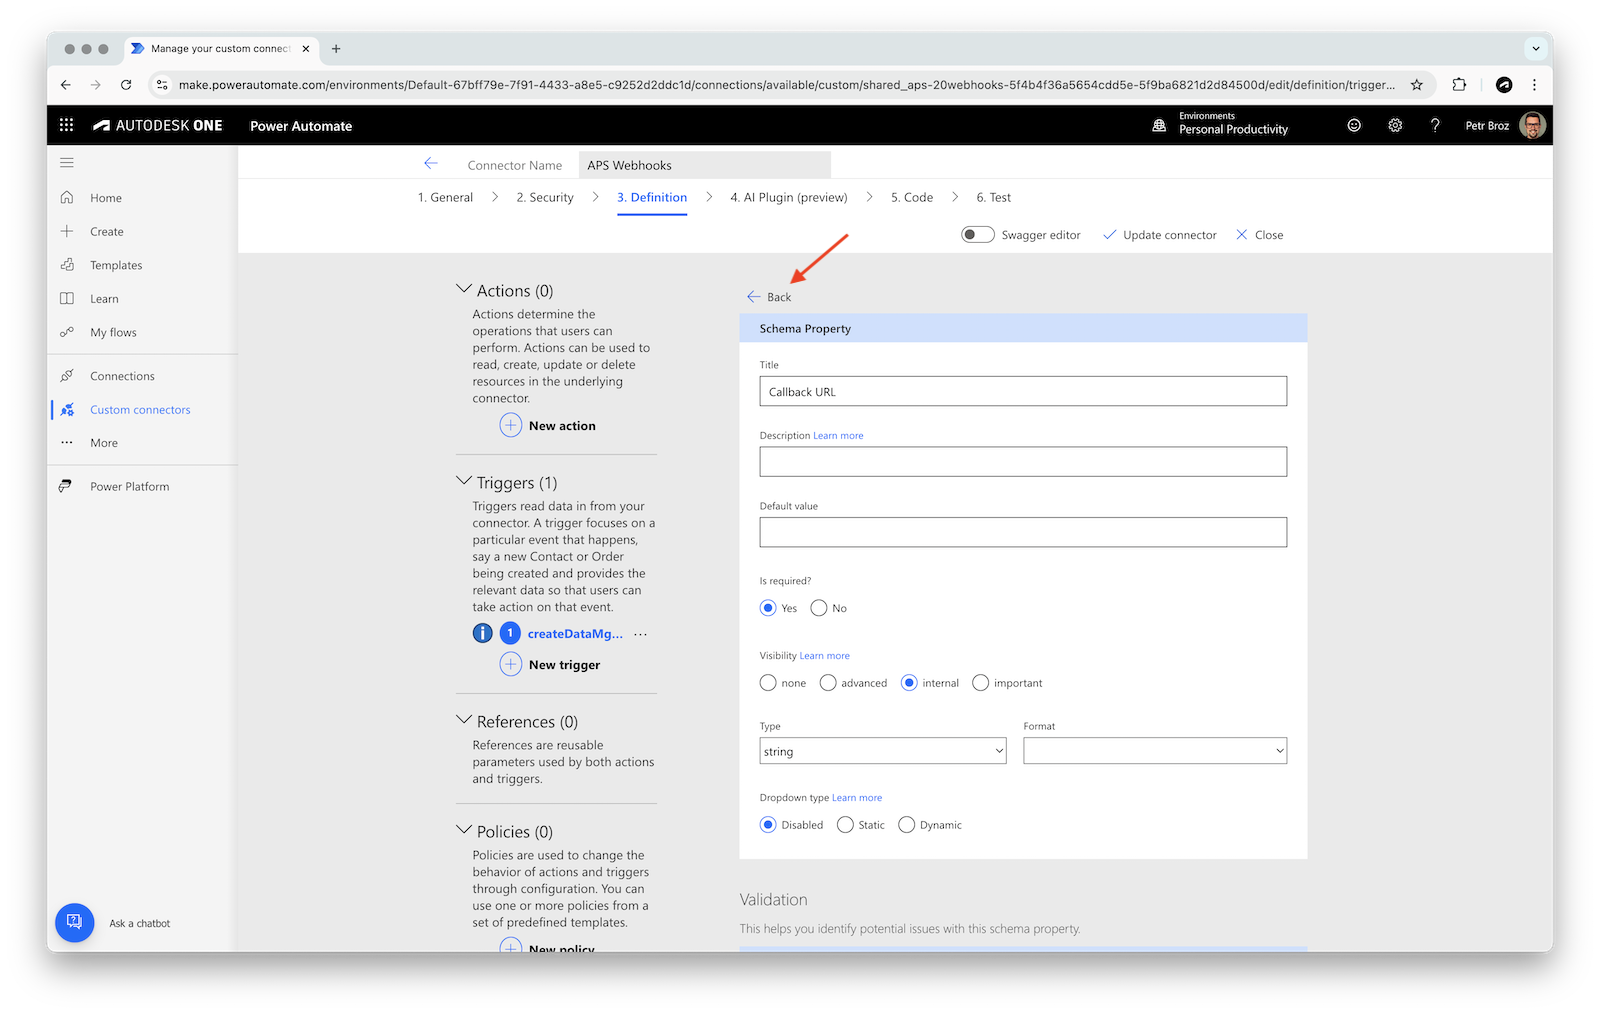 Manage your custom connect
make.powerautomate.com/environments/Default-67bff79e-7f91-4433-a8e5-c9252d2ddc1d/connections/available/custom/shared_aps-20webhooks-5f4b4f36a5654cdd5e-5f9ba6821d2d84500d/edit/definition/trigger...
AUTODESK ONE
Power Automate
Environments
Personal Productivity
?
Petr Broz
Home
Create
Templates
Learn
My flows
Connections
Custom connectors
More
Power Platform
Ask a chatbot
Connector Name
APS Webhooks
1. General
2. Security
3. Definition
4. AI Plugin (preview)
5. Code
6. Test
Swagger editor
Update connector
Close
Actions (0)
Actions determine the
operations that users can
perform. Actions can be used to
read, create, update or delete
resources in the underlying
connector.
New action
Triggers (1)
Triggers read data in from your
connector. A trigger focuses on a
particular event that happens,
say a new Contact or Order
being created and provides the
relevant data so that users can
take action on that event.
i 1 createDataMg... ...
New trigger
References (0)
References are reusable
parameters used by both actions
and triggers.
Policies (0)
Policies are used to change the
behavior of actions and triggers
through configuration. You can
use one or more policies from a
set of predefined templates.
New policy
Back
Schema Property
Title
Callback URL
Description Learn more
Default value
Is required?
Yes No
Visibility Learn more
none advanced internal important
Type Format
string
Dropdown type Learn more
Disabled Static Dynamic
Validation
This helps you identify potential issues with this schema property.